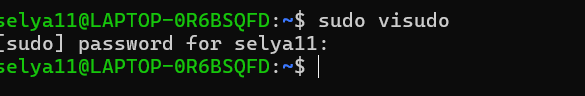 selya11@LAPTOP-0R6BSQFD:~$ sudo visudo
[sudo] password for selya11:
selya11@LAPTOP-0R6BSQFD:~$